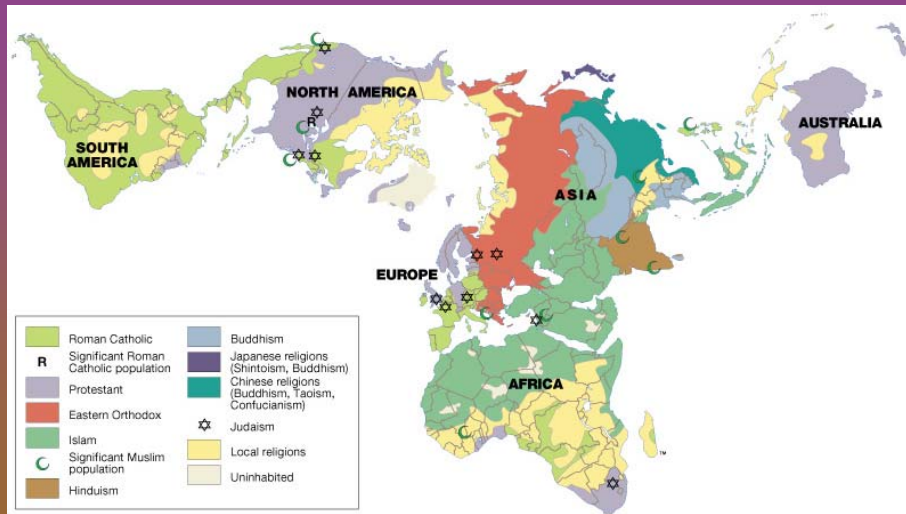 NORTH AMERICA
SOUTH
AMERICA
R
AUSTRALIA
ASIA
EUROPE
AFRICA
TM
Roman Catholic
R Significant Roman
Catholic population
Protestant
Eastern Orthodox
Islam
Significant Muslim
population
Hinduism
Buddhism
Japanese religions
(Shintoism, Buddhism)
Chinese religions
(Buddhism, Taoism,
Confucianism)
Judaism
Local religions
Uninhabited